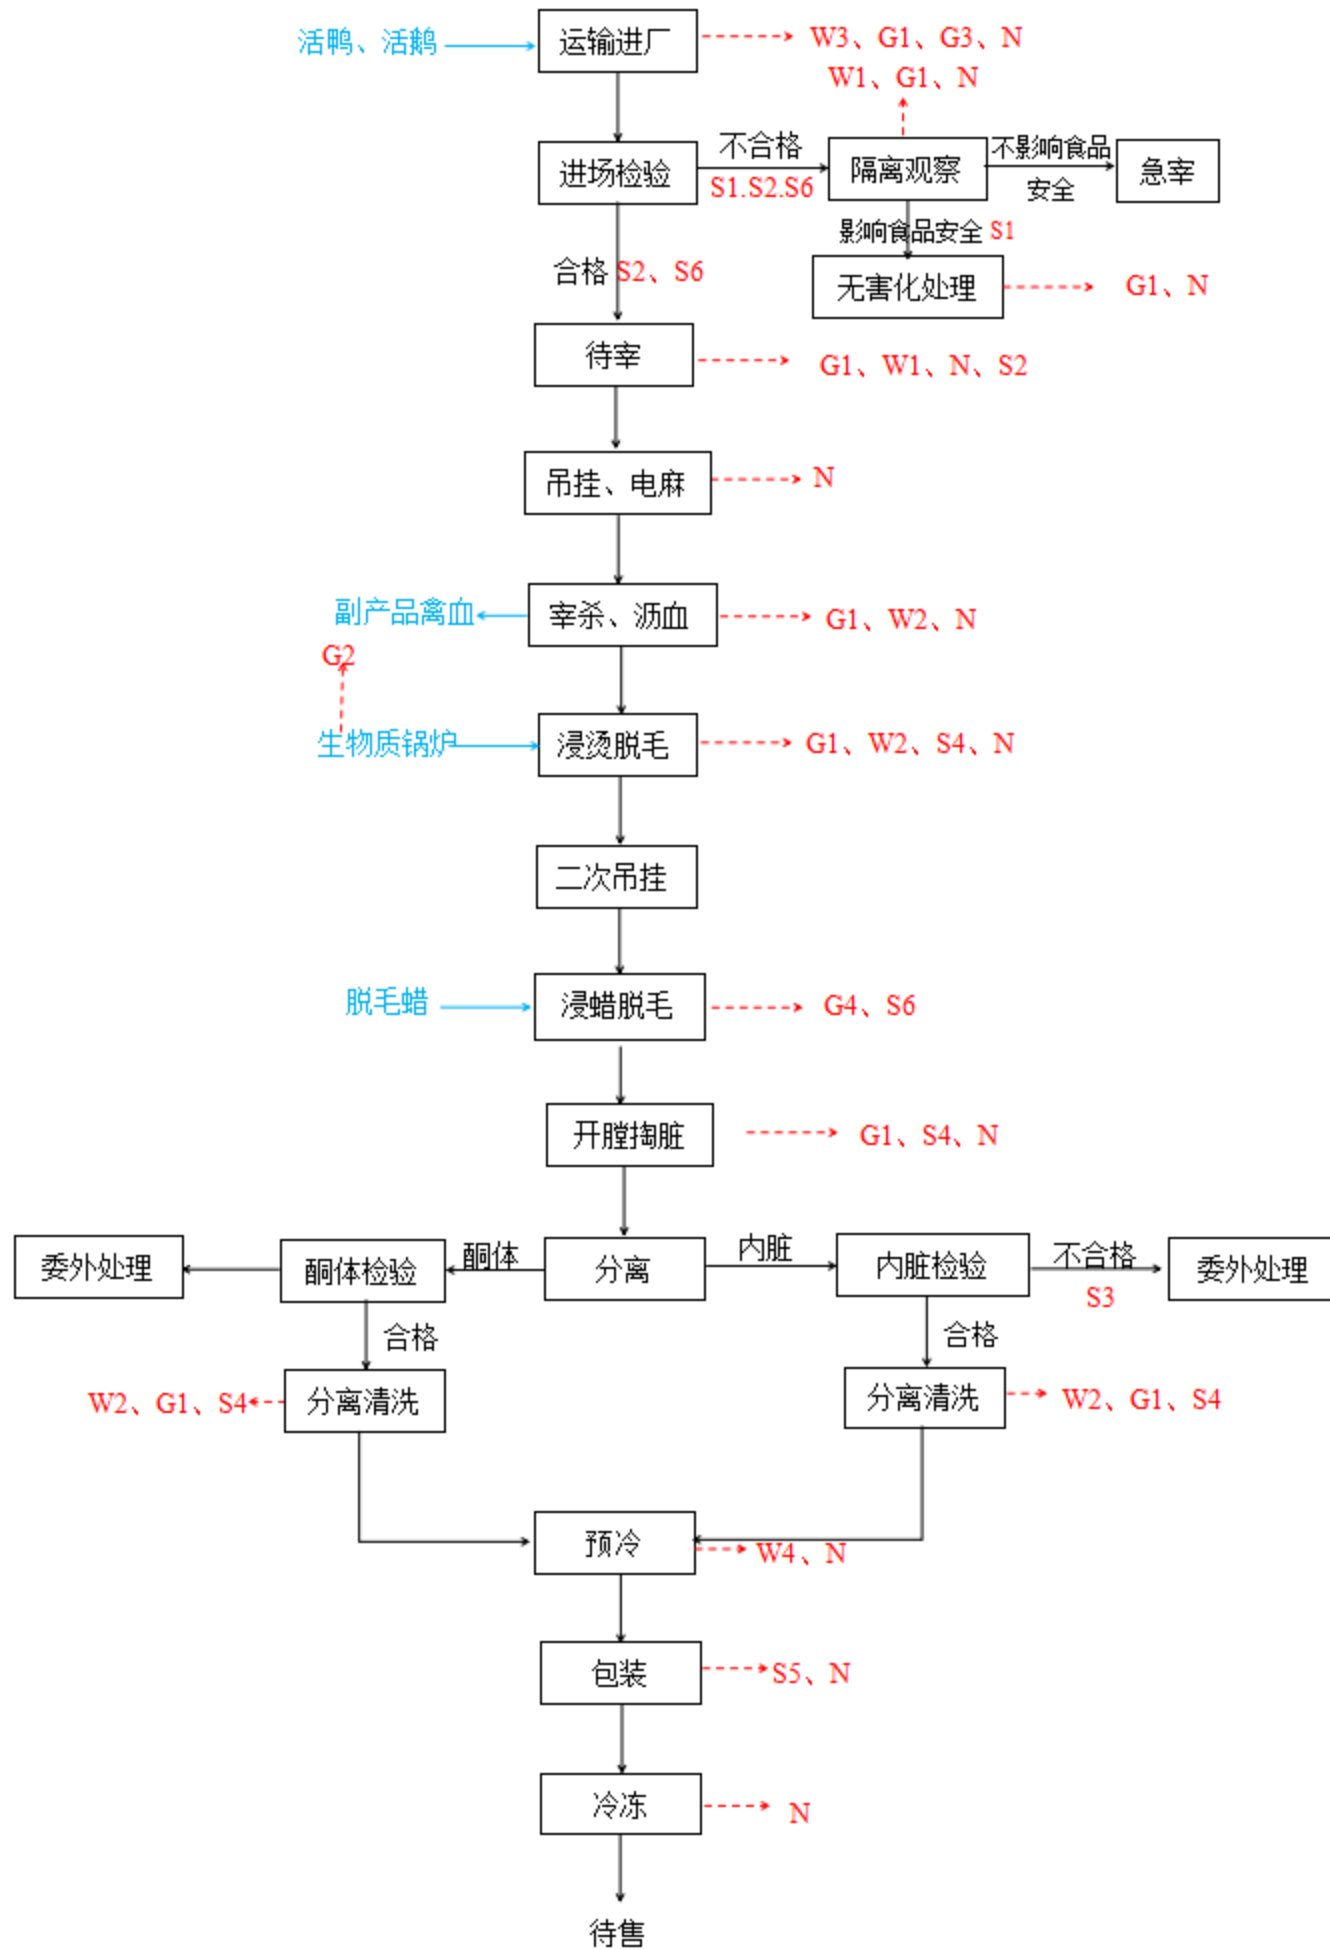 活鸭、活鹅
运输进厂
W3、G1、G3、N
W1、G1、N
进场检验
不合格
S1.S2.S6
隔离观察
不影响食品
安全
急宰
影响食品安全 S1
合格 S2、S6
无害化处理
G1、N
待宰
G1、W1、N、S2
吊挂、电麻
N
副产品禽血
宰杀、沥血
G1、W2、N
G2
生物质锅炉
浸烫脱毛
G1、W2、S4、N
二次吊挂
脱毛蜡
浸蜡脱毛
G4、S6
开膛掏脏
G1、S4、N
委外处理
酮体检验
酮体
分离
内脏
内脏检验
不合格
S3
委外处理
合格
合格
W2、G1、S4
分离清洗
分离清洗
W2、G1、S4
预冷
W4、N
包装
S5、N
冷冻
N
待售